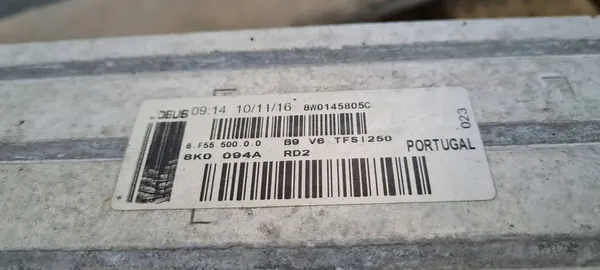 DEUS 09:14 10/11/16 8W0145805C
6 F55 500.0.0 B9 V6 TFSI250
8K0 094A RD2 PORTUGAL
023